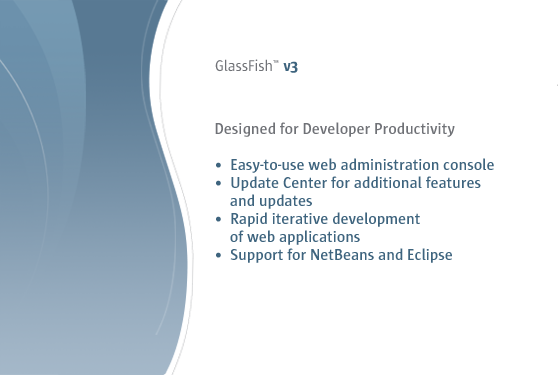 GlassFish™ v3
Designed for Developer Productivity
• Easy-to-use web administration console
• Update Center for additional features
and updates
• Rapid iterative development
of web applications
• Support for NetBeans and Eclipse